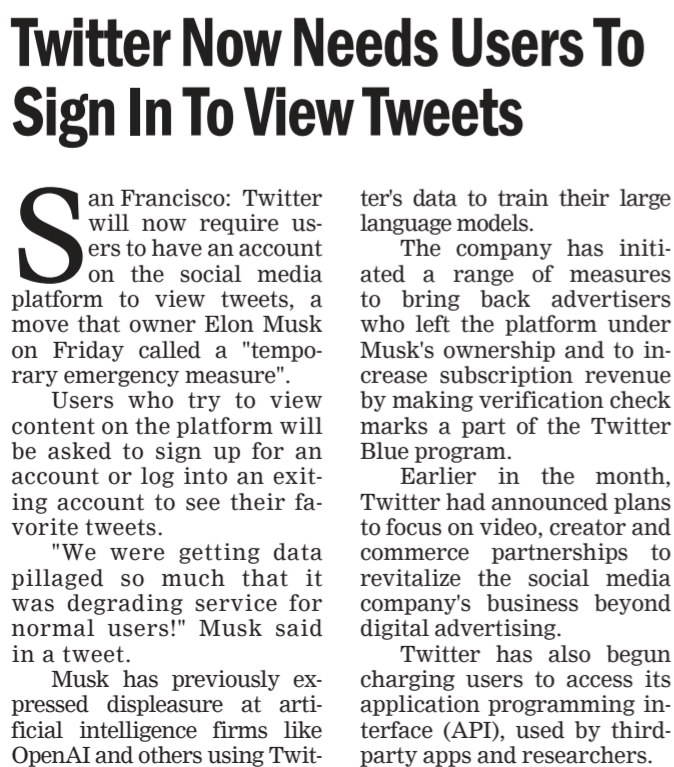 Twitter Now Needs Users To
Sign In To View Tweets
San Francisco: Twitter
will now require us-
ers to have an account
on the social media
platform to view tweets, a
move that owner Elon Musk
on Friday called a "tempo-
rary emergency measure".
Users who try to view
content on the platform will
be asked to sign up for an
account or log into an exit-
ing account to see their fa-
vorite tweets.
"We were getting data
pillaged so much that it
was degrading service for
normal users!" Musk said
in a tweet.
Musk has previously ex-
pressed displeasure at arti-
ficial intelligence firms like
OpenAI and others using Twit-
ter's data to train their large
language models.
The company has initi-
ated a range of measures
to bring back advertisers
who left the platform under
Musk's ownership and to in-
crease subscription revenue
by making verification check
marks a part of the Twitter
Blue program.
Earlier in the month,
Twitter had announced plans
to focus on video, creator and
commerce partnerships to
revitalize the social media
company's business beyond
digital advertising.
Twitter has also begun
charging users to access its
application programming in-
terface (API), used by third-
party apps and researchers.